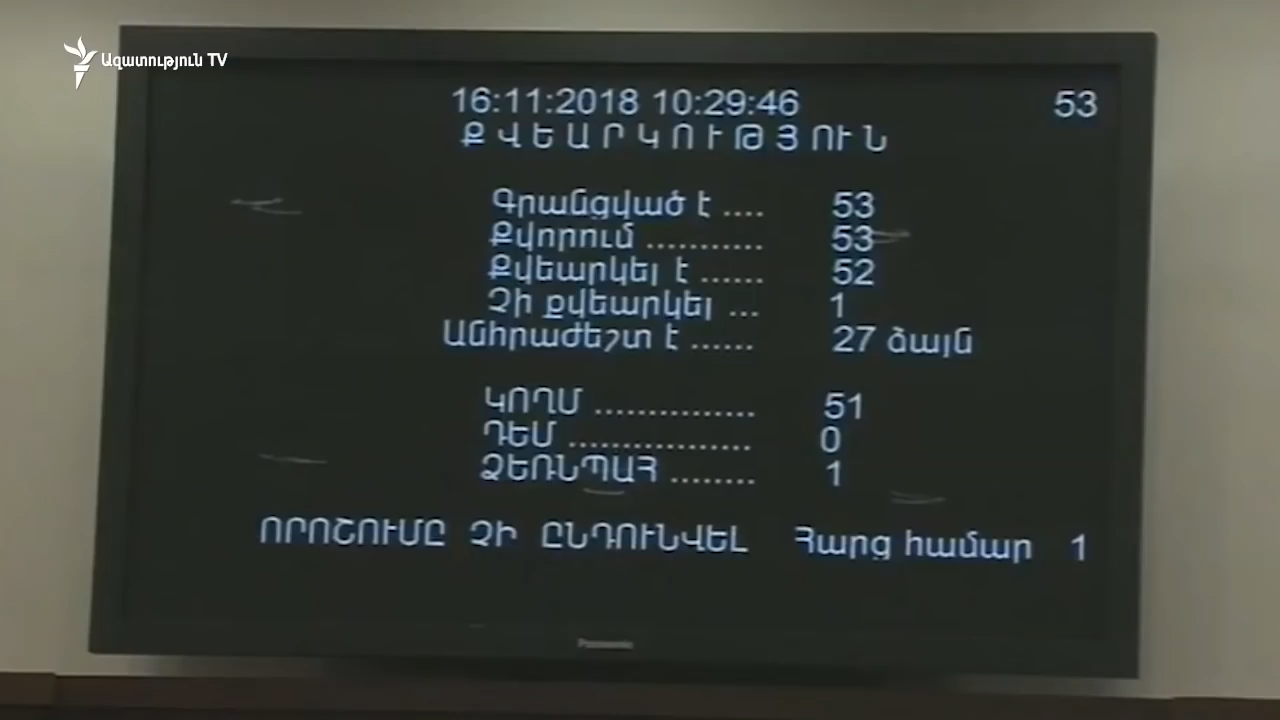 Ազատություն TV
16:11:2018 10:29:46 53
ՔՎԵԱՐԿՈՒԹՅՈՒՆ
Գրանցված է .... 53
Քվորում ........... 53
Քվեարկել է ...... 52
Չի քվեարկել ... 1
Անհրաժեշտ է ...... 27 ձայն
ԿՈՂՄ ............... 51
ԴԵՄ ................. 0
ՁԵՌՆՊԱՀ ........ 1
ՈՐՈՇՈՒՄԸ ՉԻ ԸՆԴՈՒՆՎԵԼ Հարց համար 1
Panasonic